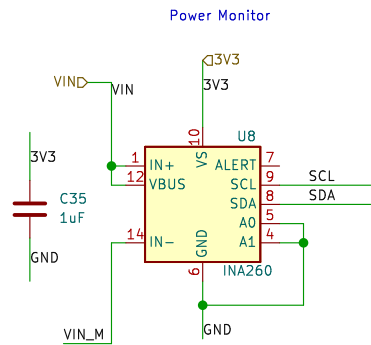 Power Monitor
3V3
VIN
VIN
3V3
10
U8
1
IN+
VS
ALERT
7
3V3
12
VBUS
SCL
9
SCL
C35
1uF
SDA
8
SDA
A0
5
14
IN-
GND
A1
4
GND
6
INA260
VIN_M
GND